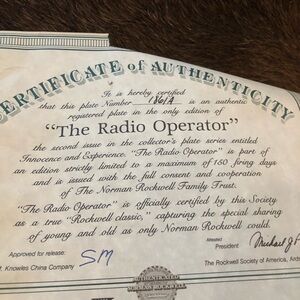 CERTIFICATE of AUTHENTICITY
It is hereby certified
that this plate Number 1861A is an authentic
registered plate in the only edition of
"The Radio Operator"
the second issue in the collector's plate series entitled
Innocence and Experience. "The Radio Operator" is part of
an edition strictly limited to a maximum of 150 firing days
and is issued with the full consent and cooperation
of The Norman Rockwell Family Trust.
"The Radio Operator" is officially certified by this Society
as a true "Rockwell classic," capturing the special sharing
of young and old as only Norman Rockwell could.
Approved for release:
SM
Knowles China Company
Attested
President
Michael J
The Rockwell Society of America,
AUTHENTICATED
NORMAN ROCKWELL